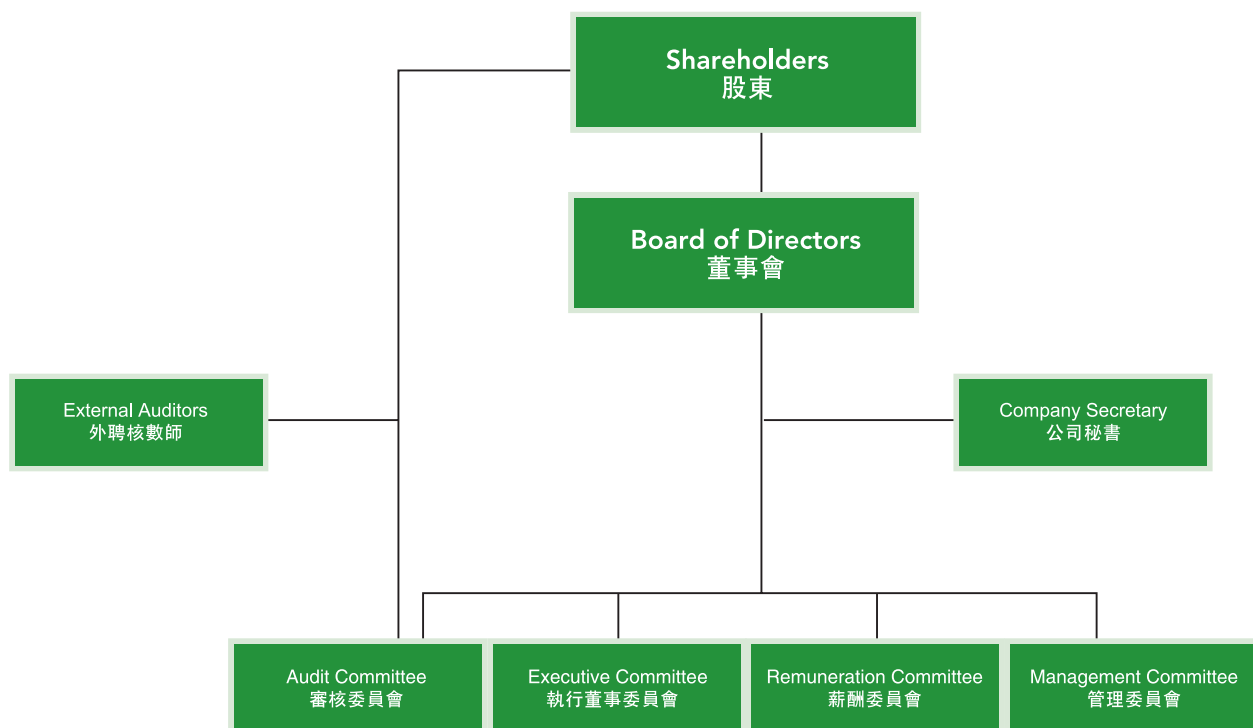 Shareholders
股東
Board of Directors
董事會
External Auditors
外聘核數師
Company Secretary
公司秘書
Audit Committee
審核委員會
Executive Committee
執行董事委員會
Remuneration Committee
薪酬委員會
Management Committee
管理委員會